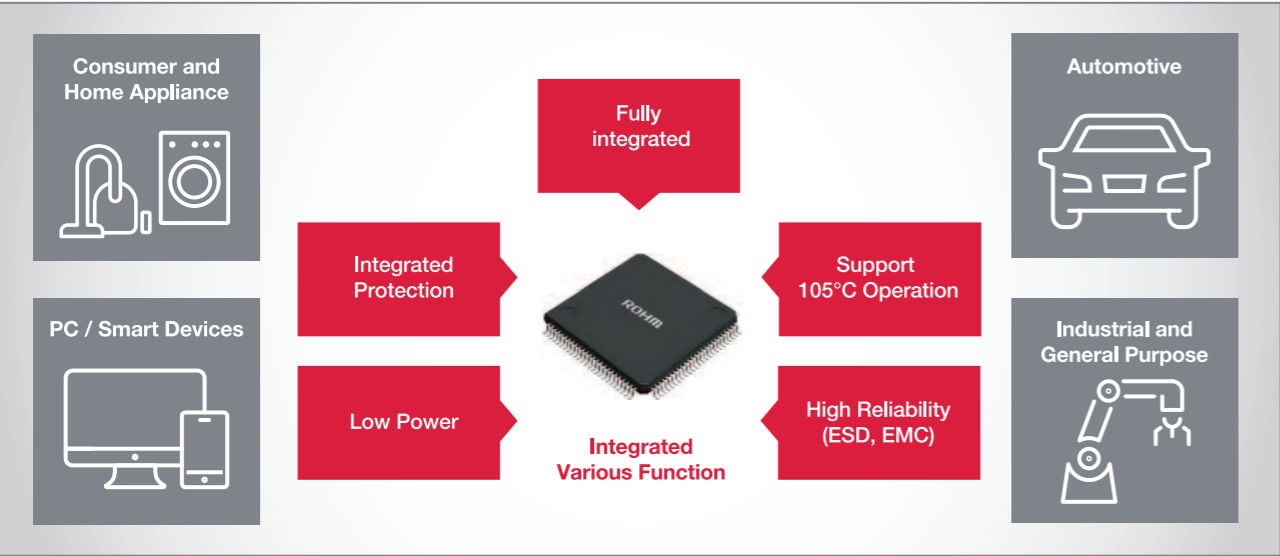 Consumer and
Home Appliance
Fully
integrated
Automotive
Integrated
Protection
Support
105°C Operation
ROHM
PC / Smart Devices
Low Power
High Reliability
(ESD, EMC)
Industrial and
General Purpose
Integrated
Various Function